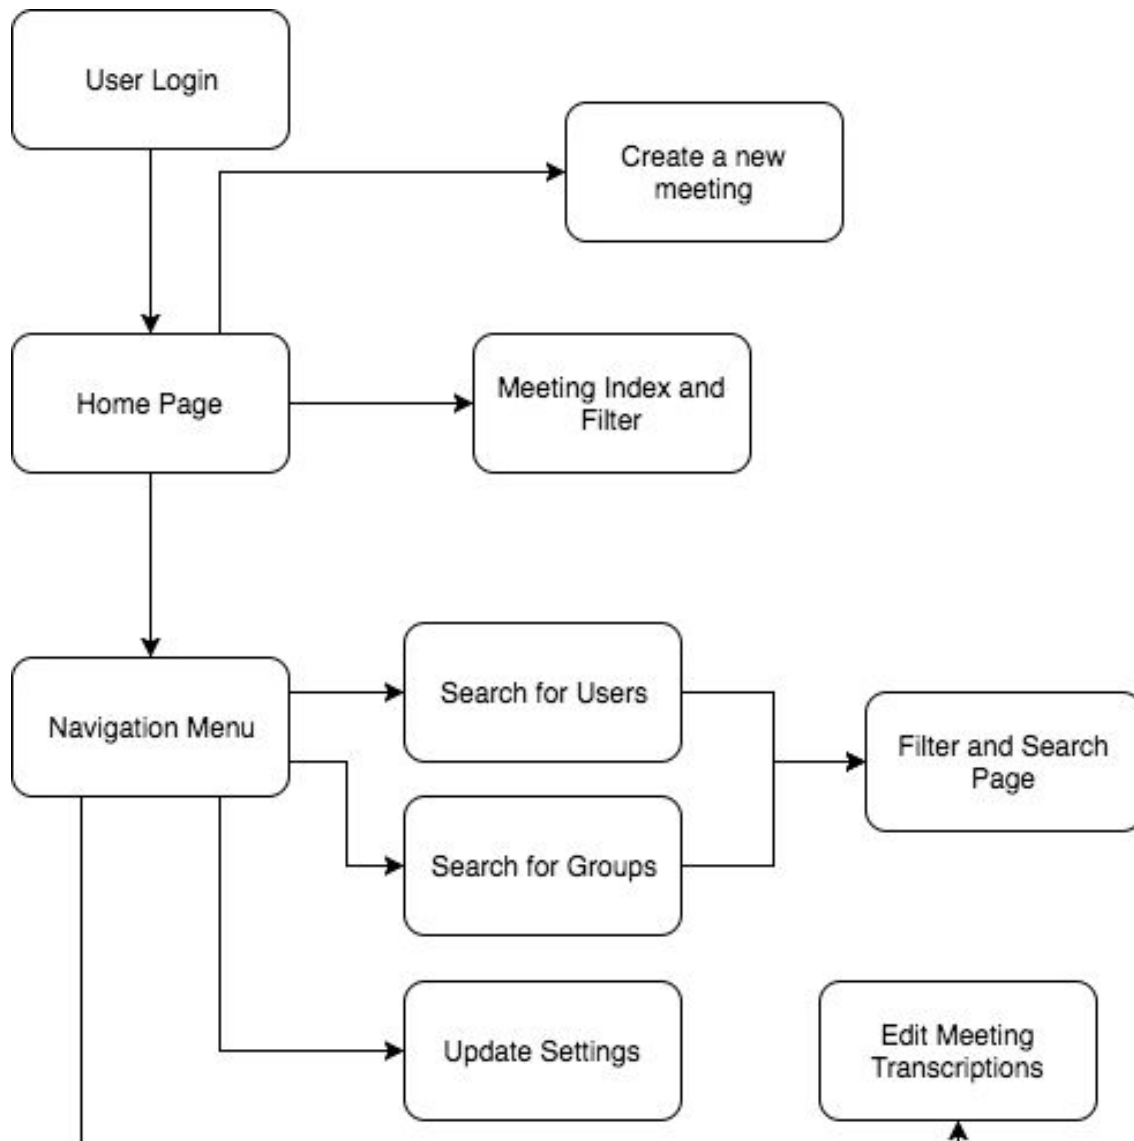 User Login
Create a new
meeting
Home Page
Meeting Index and
Filter
Navigation Menu
Search for Users
Filter and Search
Page
Search for Groups
Update Settings
Edit Meeting
Transcriptions